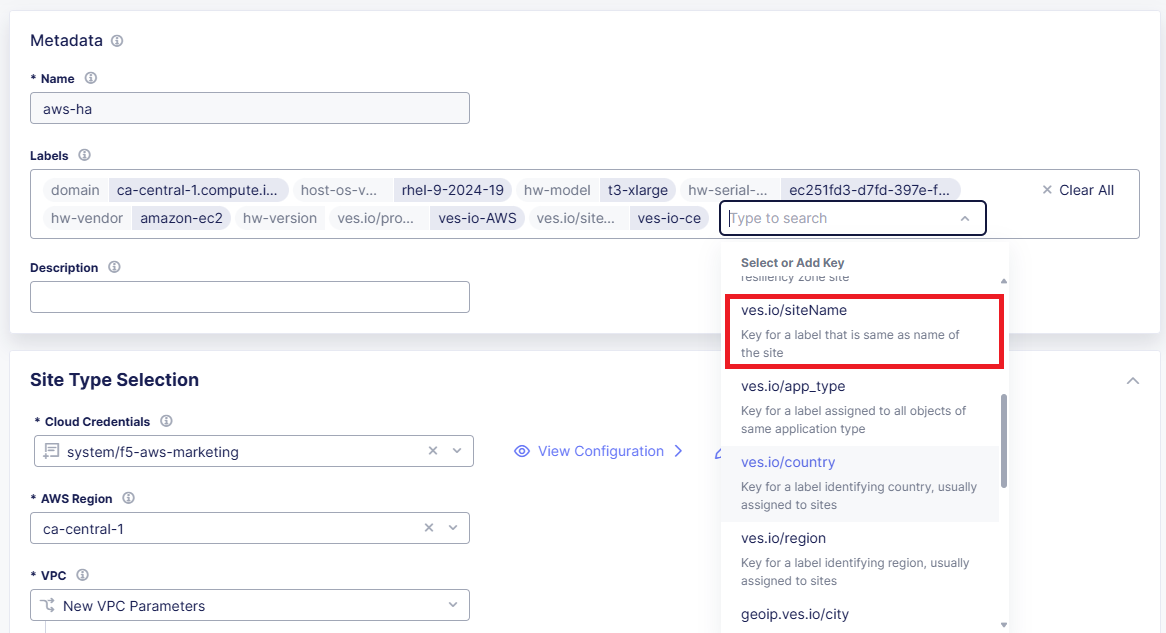 Metadata
* Name
aws-ha
Labels
domain ca-central-1.compute.i... host-os-v... rhel-9-2024-19 hw-model t3-xlarge hw-serial-... ec251fd3-d7fd-397e-f...
Clear All
hw-vendor amazon-ec2 hw-version ves.io/pro... ves-io-AWS ves.io/site... ves-io-ce Type to search
Description
Select or Add Key
resiliency zone site
ves.io/siteName
Key for a label that is same as name of
the site
ves.io/app_type
Key for a label assigned to all objects of
same application type
ves.io/country
Key for a label identifying country, usually
assigned to sites
ves.io/region
Key for a label identifying region, usually
assigned to sites
geoip.ves.io/city
Site Type Selection
* Cloud Credentials
system/f5-aws-marketing
View Configuration
* AWS Region
ca-central-1
* VPC
New VPC Parameters